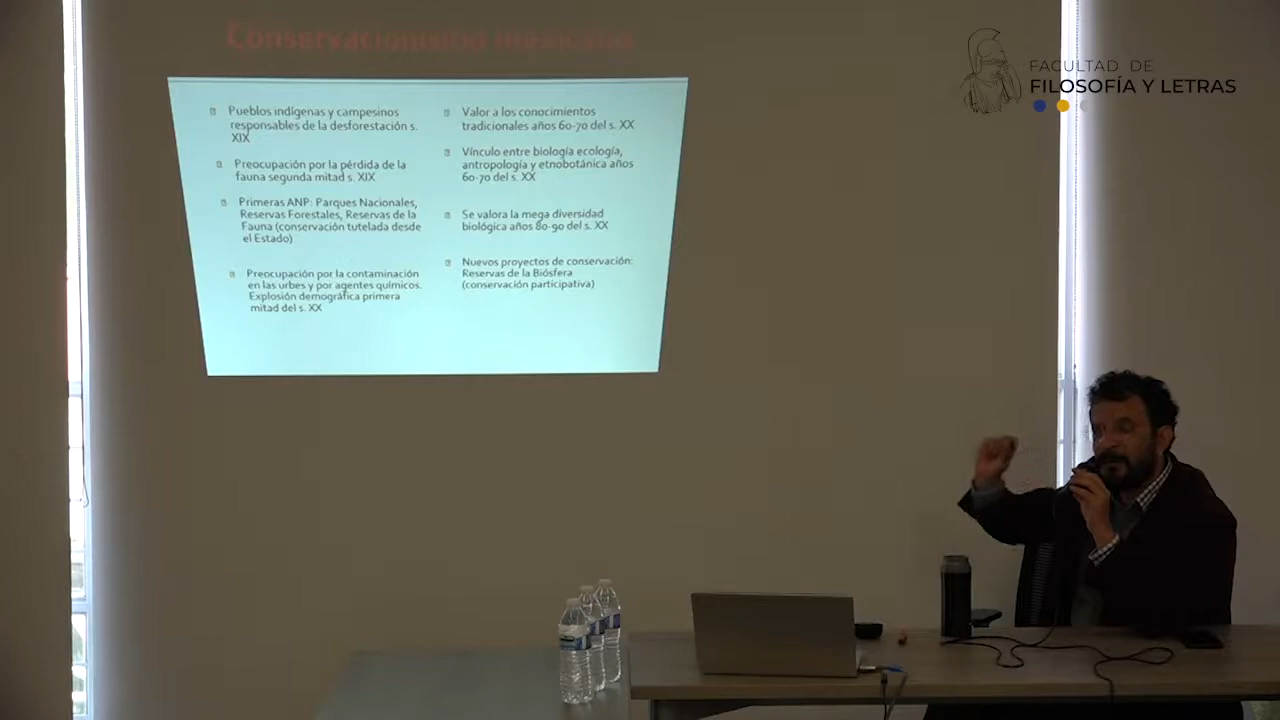 Conservacionismo mexicano
Pueblos indígenas y campesinos
responsables de la desforestación s.
XIX
Preocupación por la pérdida de la
fauna segunda mitad s. XIX
Primeras ANP: Parques Nacionales,
Reservas Forestales, Reservas de la
Fauna (conservación tutelada desde
el Estado)
Preocupación por la contaminación
en las urbes y por agentes químicos.
Explosión demográfica primera
mitad del s. XX
Valor a los conocimientos
tradicionales años 60-70 del s. XX
Vínculo entre biología ecología,
antropología y etnobotánica años
60-70 del s. XX
Se valora la mega diversidad
biológica años 80-90 del s. XX
Nuevos proyectos de conservación:
Reservas de la Biósfera
(conservación participativa)
FACULTAD DE
FILOSOFÍA Y LETRAS